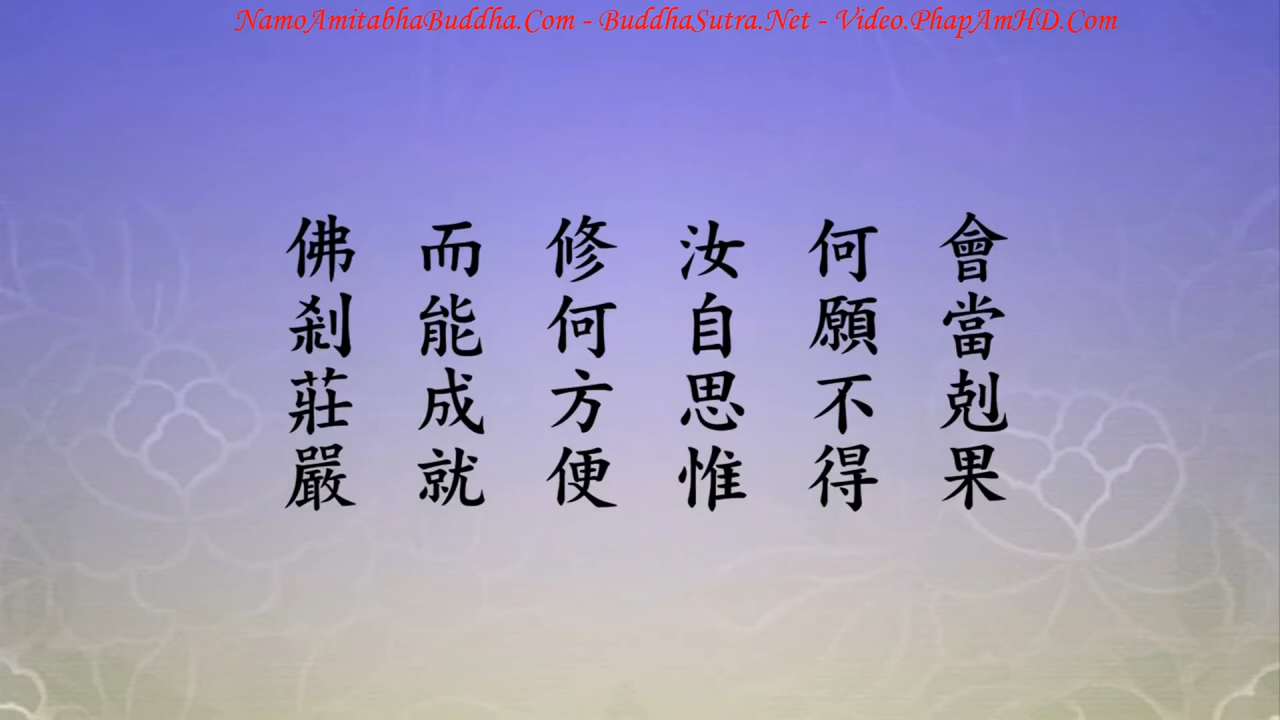 NamoAmitabhaBuddha.Com - BuddhaSutra.Net - Video.PhapAmHD.Com
會當剋果
何願不得
汝自思惟
修何方便
而能成就
佛剎莊嚴